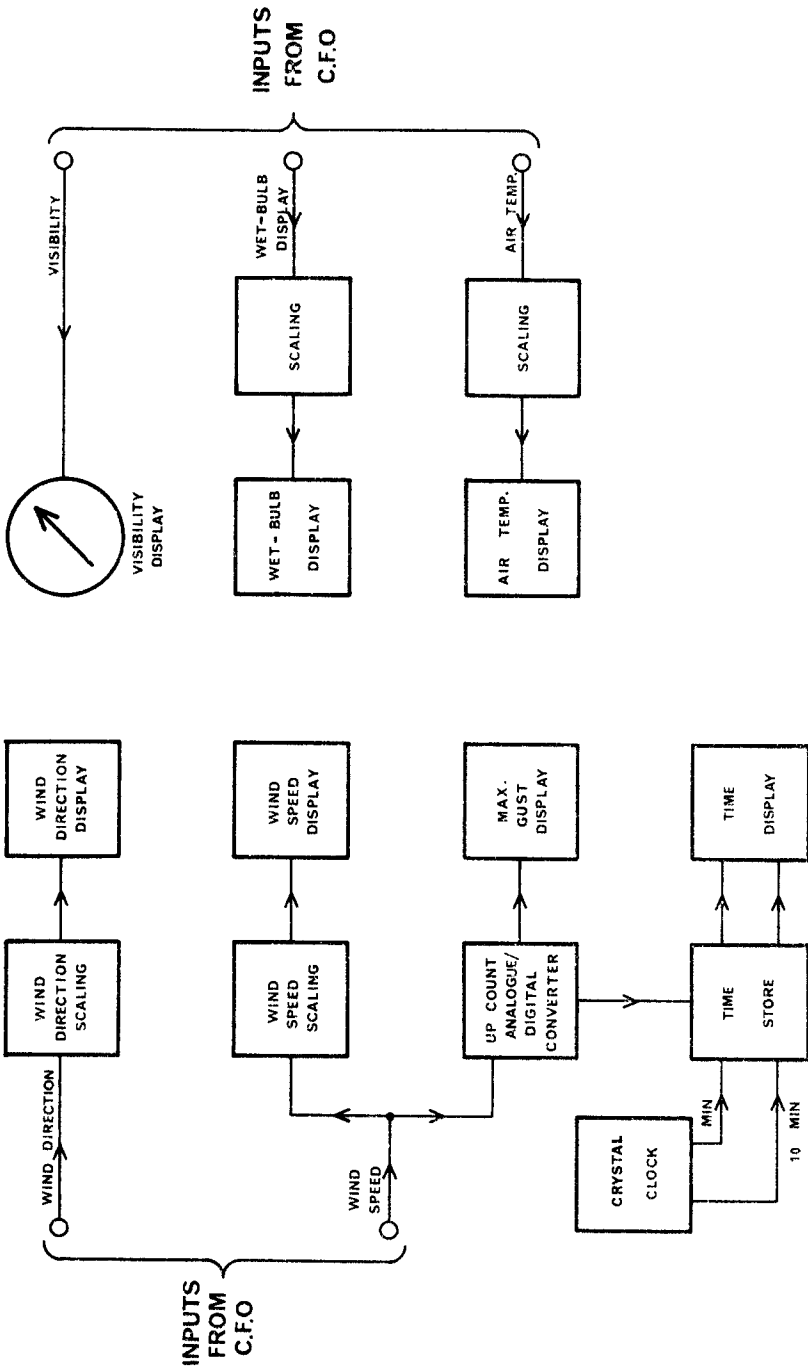 INPUTS
FROM
C.F.O
WIND DIRECTION
WIND
DIRECTION
SCALING
WIND
DIRECTION
DISPLAY
WIND
SPEED
WIND
SPEED
SCALING
WIND
SPEED
DISPLAY
UP COUNT
ANALOGUE/
DIGITAL
CONVERTER
MAX.
GUST
DISPLAY
CRYSTAL
CLOCK
MIN
10 MIN
TIME
STORE
TIME
DISPLAY
VISIBILITY
DISPLAY
VISIBILITY
WET-BULB
DISPLAY
SCALING
WET-BULB
DISPLAY
AIR TEMP.
DISPLAY
SCALING
AIR TEMP.
INPUTS
FROM
C.F.O